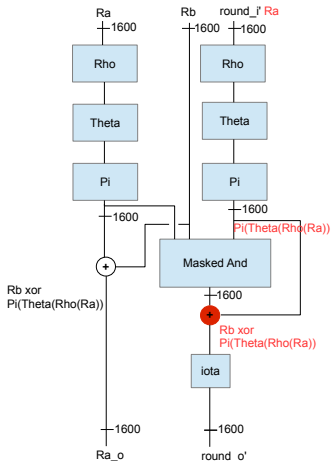 Ra
Rb
round_i' Ra
1600
1600
1600
Rho
Rho
Theta
Theta
Pi
Pi
1600
1600
Pi(Theta(Rho(Ra))
Masked And
+
Rb xor
Pi(Theta(Rho(Ra))
1600
+
Rb xor
Pi(Theta(Rho(Ra))
iota
1600
1600
Ra_o
round_o'